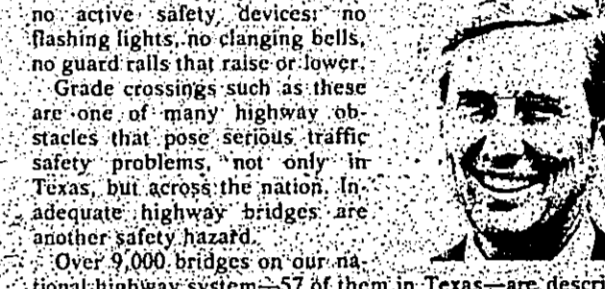 no active safety devices: no
flashing lights, no clanging bells,
no guard rails that raise or lower.
Grade crossings such as these
are one of many highway ob-
stacles that pose serious traffic
safety problems, not only in
Texas, but across the nation. In-
adequate highway bridges are
another safety hazard.
Over 9,000 bridges on our na-
tional highway system—57 of them in Texas—are descri